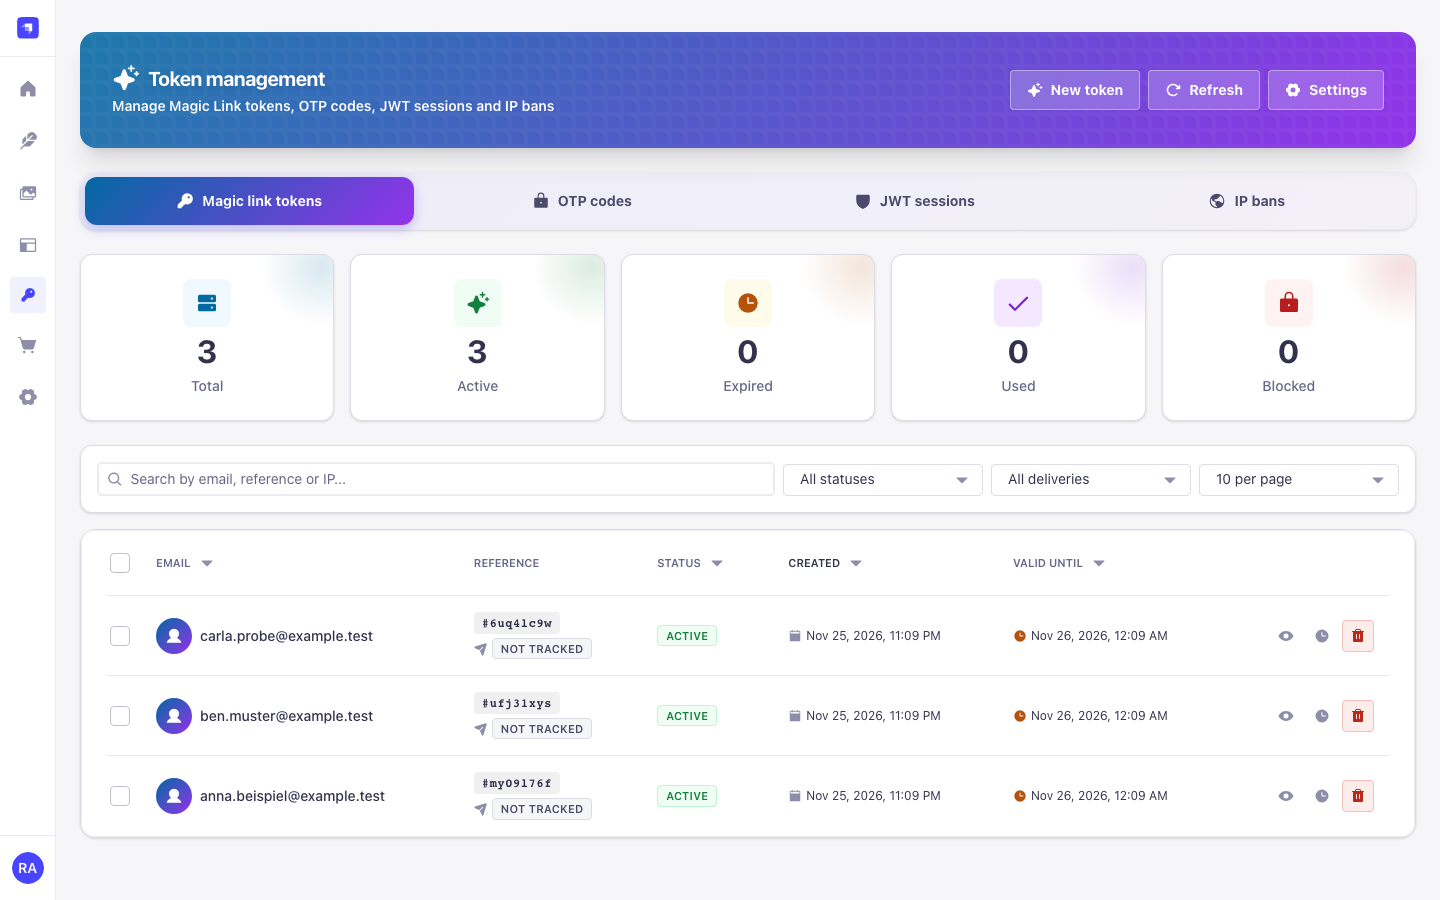 Token management
Manage Magic Link tokens, OTP codes, JWT sessions and IP bans
New token
Refresh
Settings
Magic link tokens
OTP codes
JWT sessions
IP bans
3
Total
3
Active
0
Expired
0
Used
0
Blocked
Search by email, reference or IP...
All statuses
All deliveries
10 per page
EMAIL
REFERENCE
STATUS
CREATED
VALID UNTIL
carla.probe@example.test
#6uq41c9w
NOT TRACKED
ACTIVE
Nov 25, 2026, 11:09 PM
Nov 26, 2026, 12:09 AM
ben.muster@example.test
#ufj31xys
NOT TRACKED
ACTIVE
Nov 25, 2026, 11:09 PM
Nov 26, 2026, 12:09 AM
anna.beispiel@example.test
#myO9176f
NOT TRACKED
ACTIVE
Nov 25, 2026, 11:09 PM
Nov 26, 2026, 12:09 AM
RA